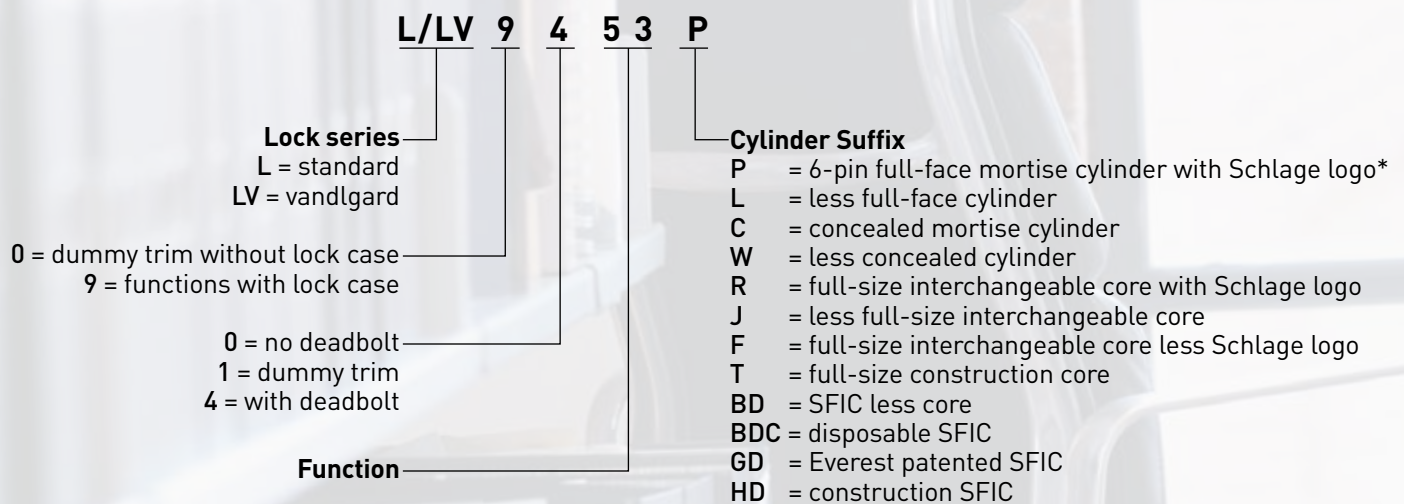 L/LV 9 4 5 3 P
Lock series
L = standard
LV = vandlgard
0 = dummy trim without lock case
9 = functions with lock case
0 = no deadbolt
1 = dummy trim
4 = with deadbolt
Function
Cylinder Suffix
P = 6-pin full-face mortise cylinder with Schlage logo*
L = less full-face cylinder
C = concealed mortise cylinder
W = less concealed cylinder
R = full-size interchangeable core with Schlage logo
J = less full-size interchangeable core
F = full-size interchangeable core less Schlage logo
T = full-size construction core
BD = SFIC less core
BDC = disposable SFIC
GD = Everest patented SFIC
HD = construction SFIC